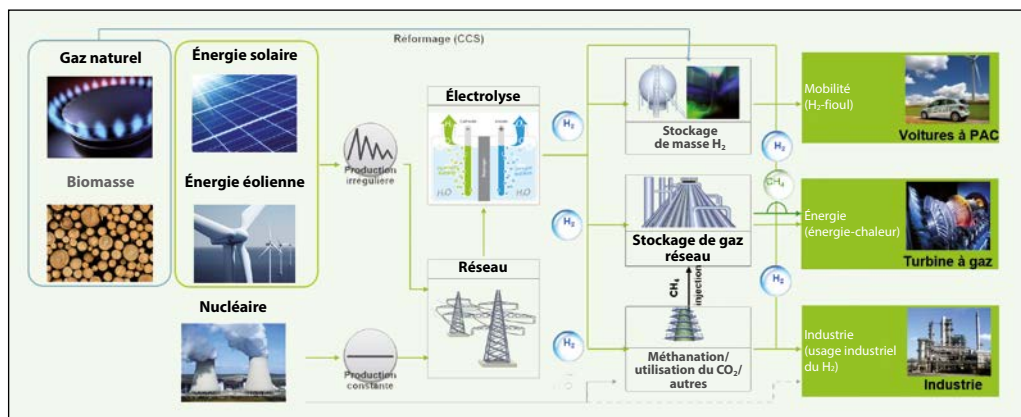 Réformage (CCS)
Gaz naturel
Énergie solaire
Biomasse
Énergie éolienne
Nucléaire
Production
irrégulière
Production
constante
Électrolyse
H₂O
H₂O
Réseau
H₂
H₂
H₂
Stockage
de masse H₂
Stockage de gaz
réseau
CH₄
injection
Méthanation/
utilisation du CO₂/
autres
H₂
CH₄
H₂
Mobilité
(H₂-fioul)
Voitures à PAC
Énergie
(énergie-chaleur)
Turbine à gaz
Industrie
(usage industriel
du H₂)
Industrie